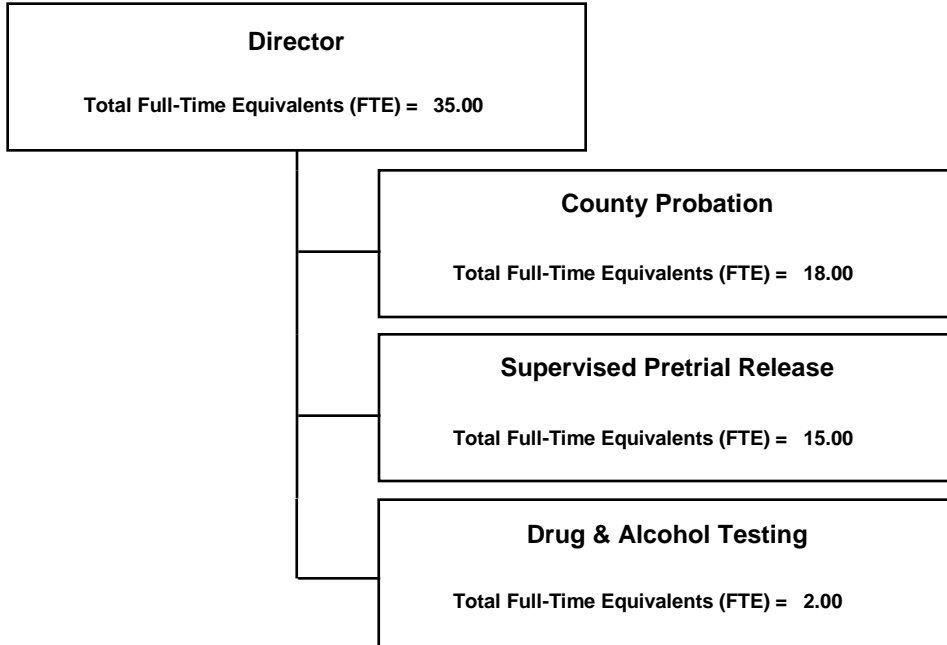 Director
Total Full-Time Equivalents (FTE) = 35.00
County Probation
Total Full-Time Equivalents (FTE) = 18.00
Supervised Pretrial Release
Total Full-Time Equivalents (FTE) = 15.00
Drug & Alcohol Testing
Total Full-Time Equivalents (FTE) = 2.00